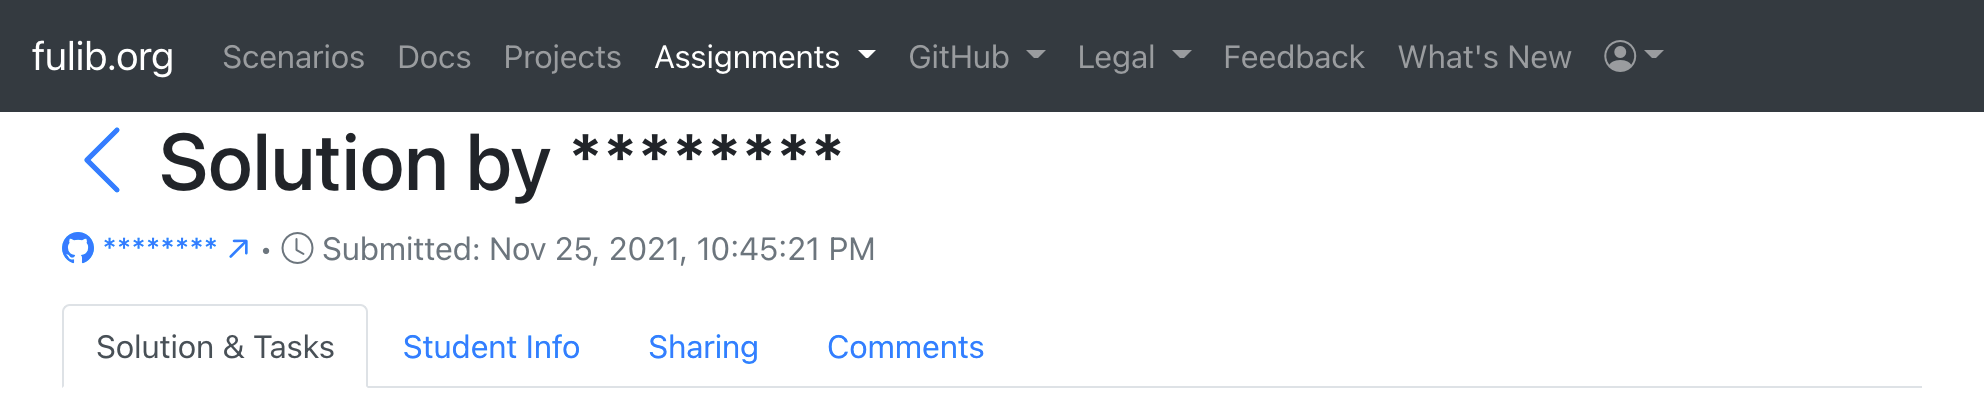 fulib.org Scenarios Docs Projects Assignments GitHub Legal Feedback What's New
Solution by ********
******** • Submitted: Nov 25, 2021, 10:45:21 PM
Solution & Tasks Student Info Sharing Comments